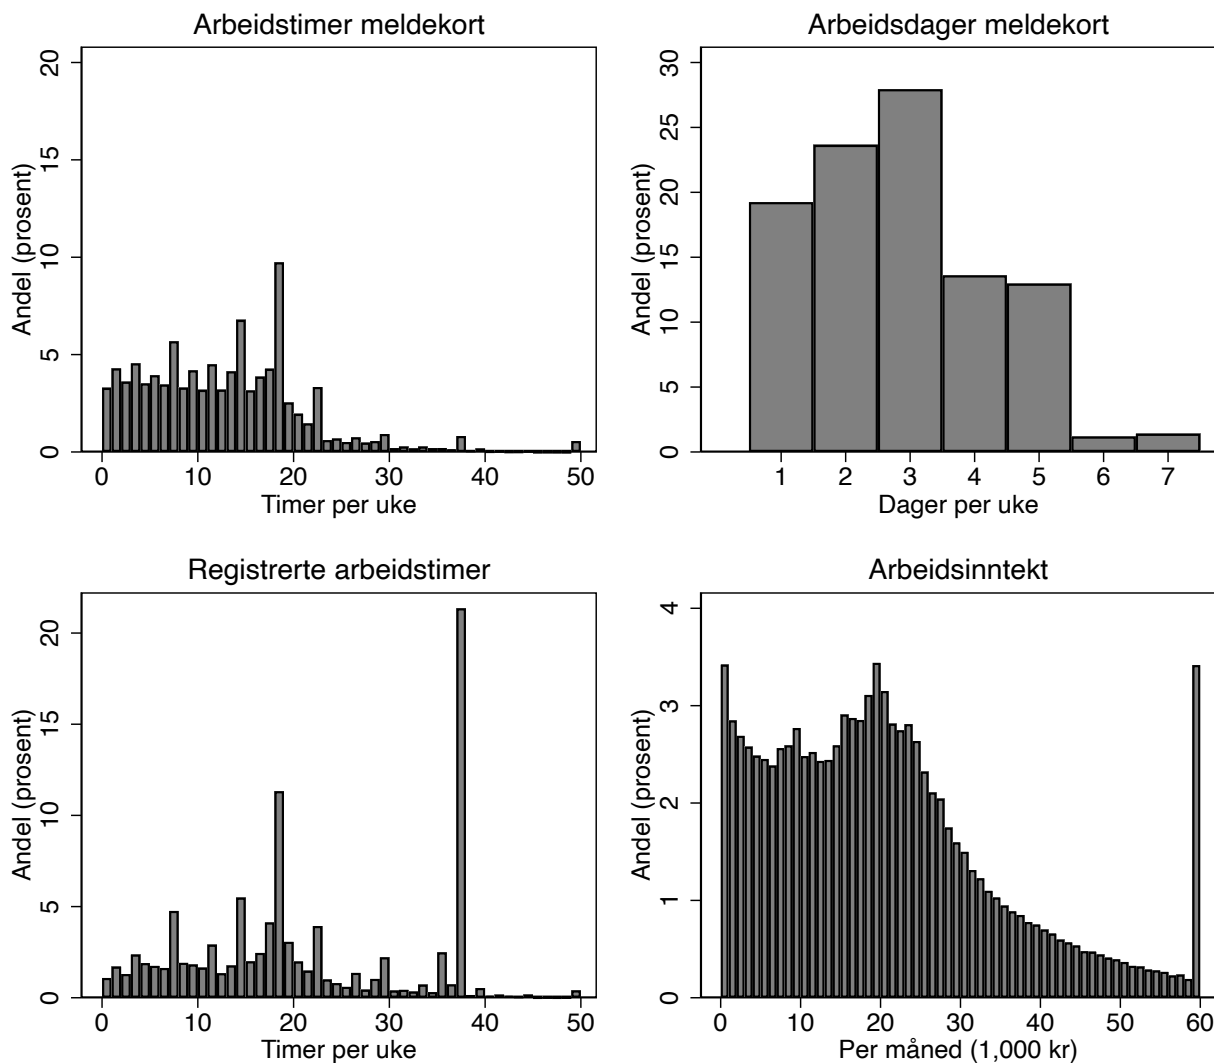 Arbeidstimer meldekort
Andel (prosent)
20
15
10
5
0
0 10 20 30 40 50
Timer per uke
Arbeidsdager meldekort
Andel (prosent)
30
25
20
15
10
5
0
1 2 3 4 5 6 7
Dager per uke
Registrerte arbeidstimer
Andel (prosent)
20
15
10
5
0
0 10 20 30 40 50
Timer per uke
Arbeidsinntekt
Andel (prosent)
4
3
2
1
0
0 10 20 30 40 50 60
Per måned (1,000 kr)